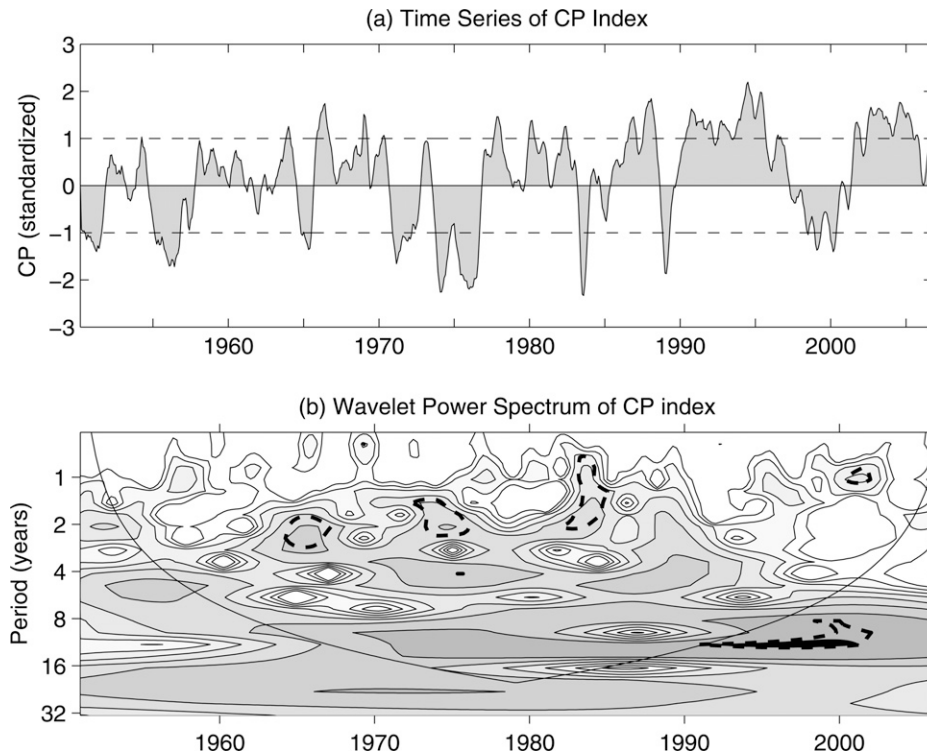 (a) Time Series of CP Index
3
2
1
0
−1
−2
−3
CP (standardized)
1960 1970 1980 1990 2000
(b) Wavelet Power Spectrum of CP index
1
2
4
8
16
32
Period (years)
1960 1970 1980 1990 2000